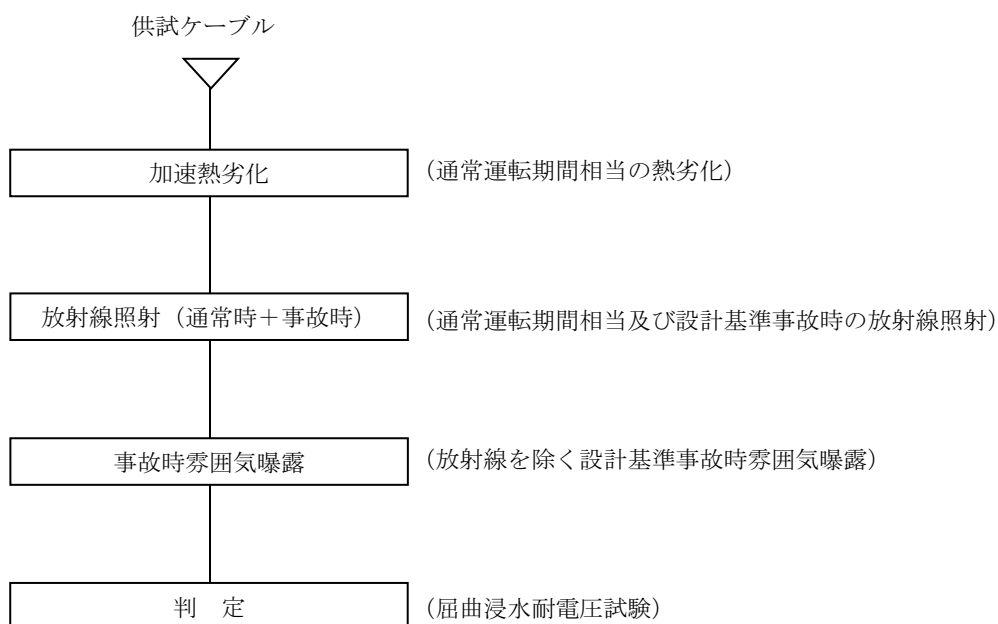 供試ケーブル
加速熱劣化 (通常運転期間相当の熱劣化)
放射線照射（通常時＋事故時） (通常運転期間相当及び設計基準事故時の放射線照射)
事故時雰囲気曝露 (放射線を除く設計基準事故時雰囲気曝露)
判　定 (屈曲浸水耐電圧試験)